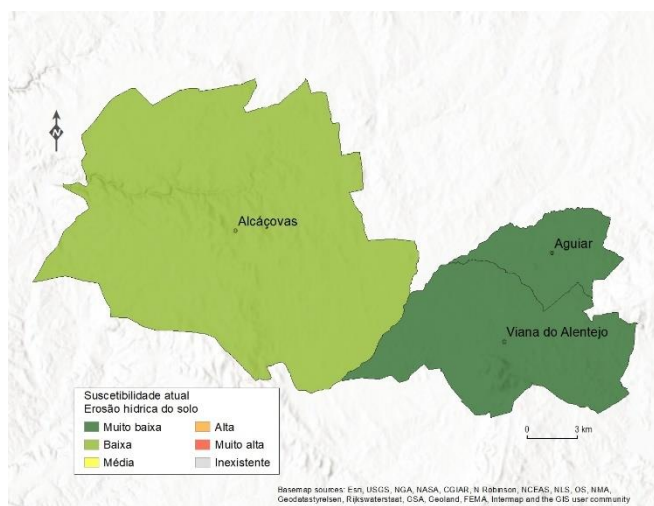 N
Alcáçovas
Aguiar
Viana do Alentejo
Suscetibilidade atual
Erosão hídrica do solo
Muito baixa
Alta
Baixa
Muito alta
Média
Inexistente
0 3 km
Basemap sources: Esri, USGS, NGA, NASA, CGIAR, N Robinson, NCEAS, NLS, OS, NMA,
Geodatastyrelsen, Rijkswaterstaat, GSA, Geoland, FEMA, Intermap and the GIS user community